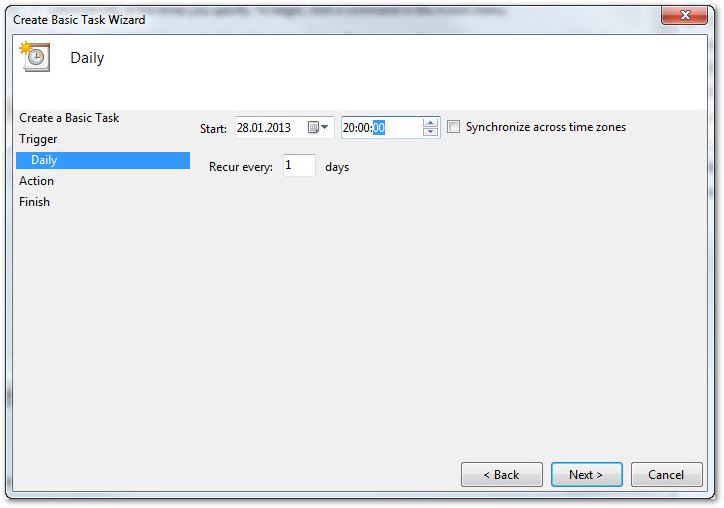 Create Basic Task Wizard
Daily
Create a Basic Task
Trigger
Daily
Action
Finish
Start: 28.01.2013 20:00:00 Synchronize across time zones
Recur every: 1 days
< Back Next > Cancel